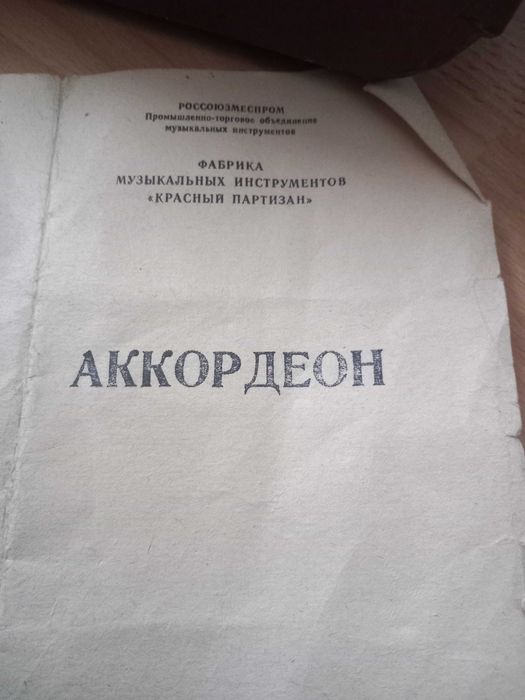 РОССОЮЗМЕСПРОМ
Промышленно-торговое объединение
музыкальных инструментов
ФАБРИКА
МУЗЫКАЛЬНЫХ ИНСТРУМЕНТОВ
«КРАСНЫЙ ПАРТИЗАН»
АККОРДЕОН